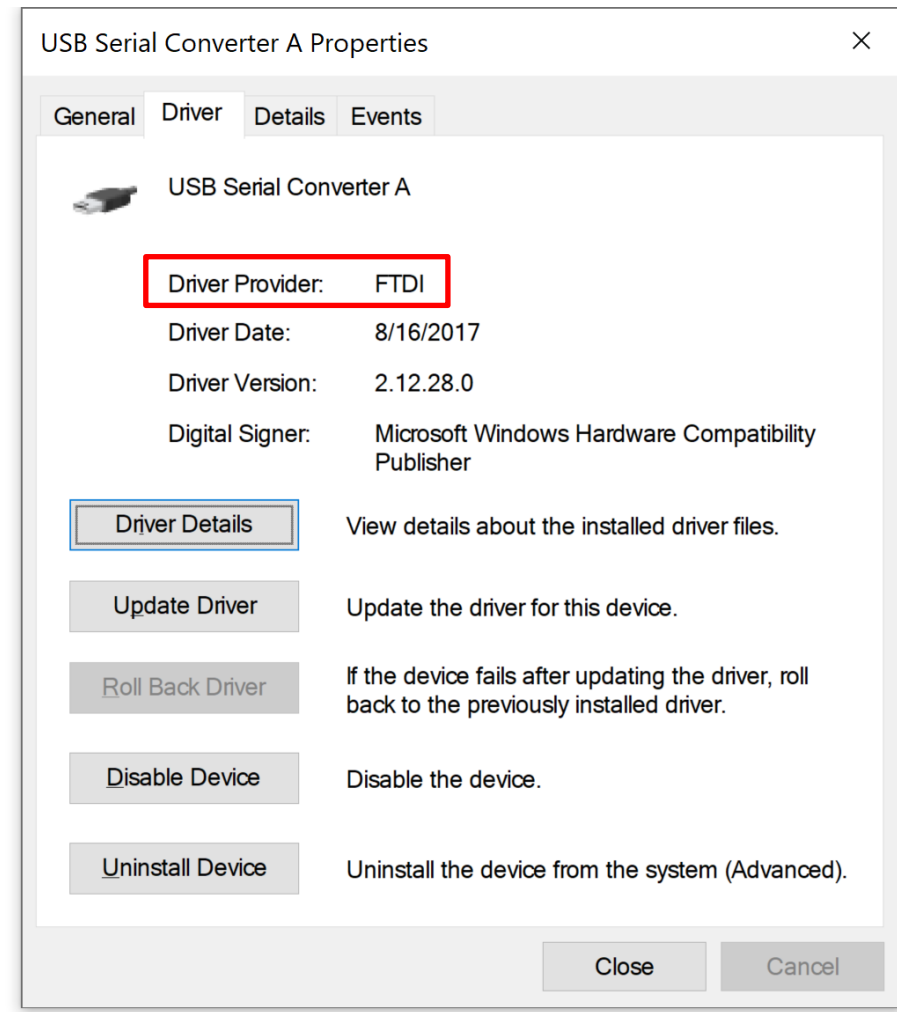 USB Serial Converter A Properties
General Driver Details Events
USB Serial Converter A
Driver Provider: FTDI
Driver Date: 8/16/2017
Driver Version: 2.12.28.0
Digital Signer: Microsoft Windows Hardware Compatibility
Publisher
Driver Details View details about the installed driver files.
Update Driver Update the driver for this device.
Roll Back Driver If the device fails after updating the driver, roll
back to the previously installed driver.
Disable Device Disable the device.
Uninstall Device Uninstall the device from the system (Advanced).
Close Cancel